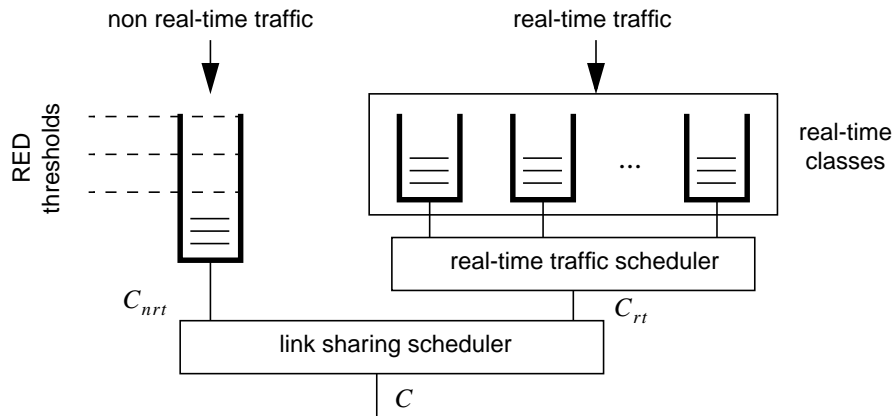 non real-time traffic
real-time traffic
RED
thresholds
...
real-time
classes
real-time traffic scheduler
C_nrt
C_rt
link sharing scheduler
C